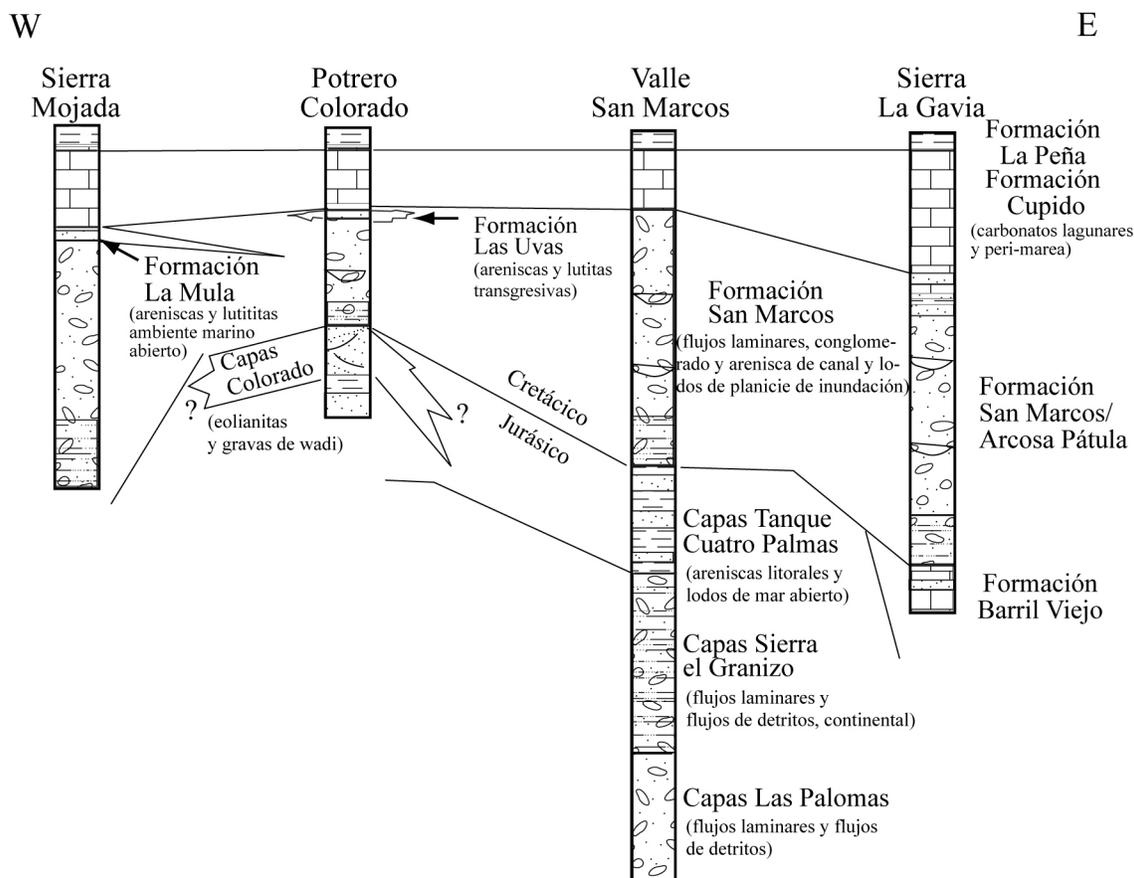 W
E
Sierra
Mojada
Potrero
Colorado
Valle
San Marcos
Sierra
La Gavia
Formación
La Peña
Formación
Cupido
(carbonatos lagunares
y peri-marea)
Formación
Las Uvas
(areniscas y lutitas
transgresivas)
Formación
La Mula
(areniscas y lutititas
ambiente marino
abierto)
Formación
San Marcos
(flujos laminares, conglome-
rado y arenisca de canal y lo-
dos de planicie de inundación)
Capas
Colorado
?
(eolianitas
y gravas de wadi)
?
Cretácico
Jurásico
Formación
San Marcos/
Arcosa Pátula
Capas Tanque
Cuatro Palmas
(areniscas litorales y
lodos de mar abierto)
Formación
Barril Viejo
Capas Sierra
el Granizo
(flujos laminares y
flujos de detritos, continental)
Capas Las Palomas
(flujos laminares y flujos
de detritos)